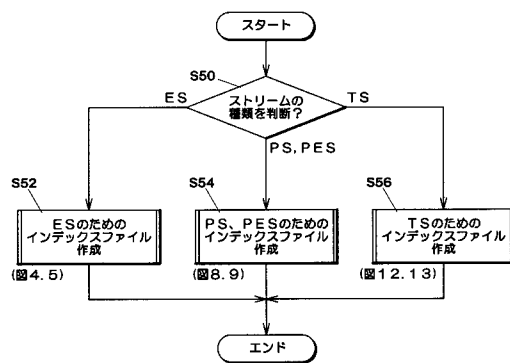 スタート
S50
ストリームの
種類を判断?
ES
TS
PS,PES
S52
ESのための
インデックスファイル
作成
(図4.5)
S54
PS、PESのための
インデックスファイル
作成
(図8.9)
S56
TSのための
インデックスファイル
作成
(図12.13)
エンド